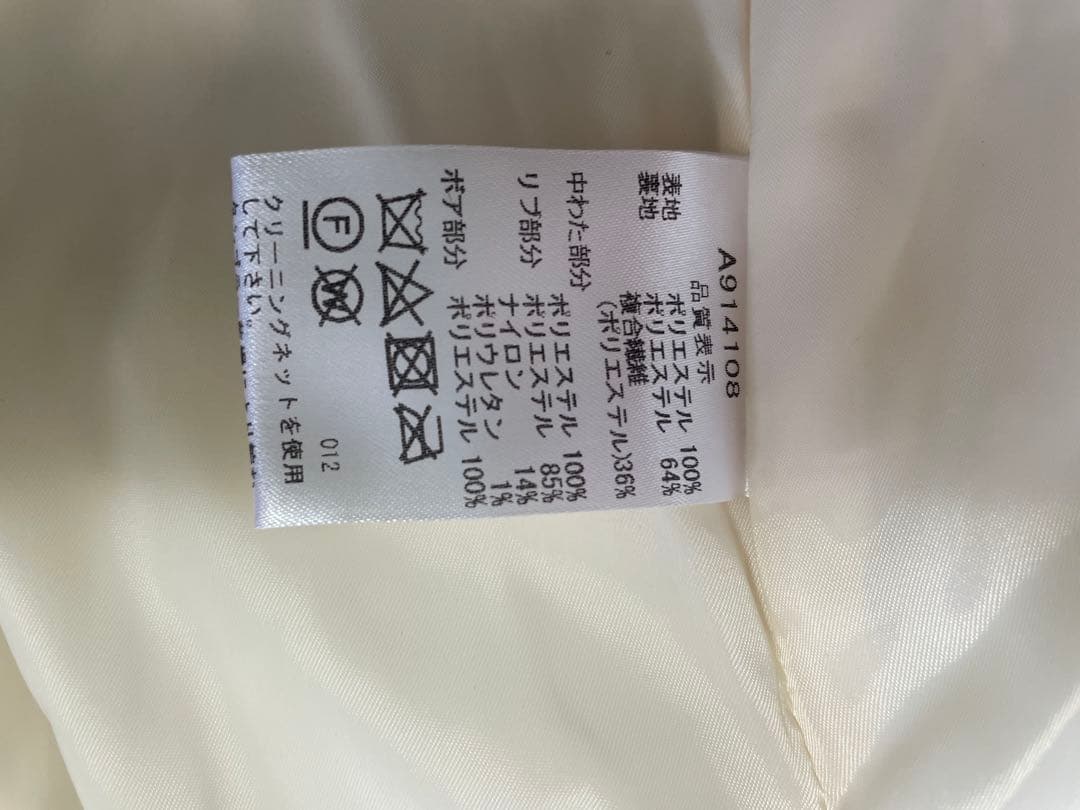 A914108
品質表示
表地 ポリエステル 100%
裏地 ポリエステル 64%
複合繊維
(ポリエステル)36%
中わた部分 ポリエステル 100%
リブ部分 ポリエステル 85%
ナイロン 14%
ポリウレタン 1%
ボア部分 ポリエステル 100%
F
W
012
クリーニングネットを使用
して下さい。